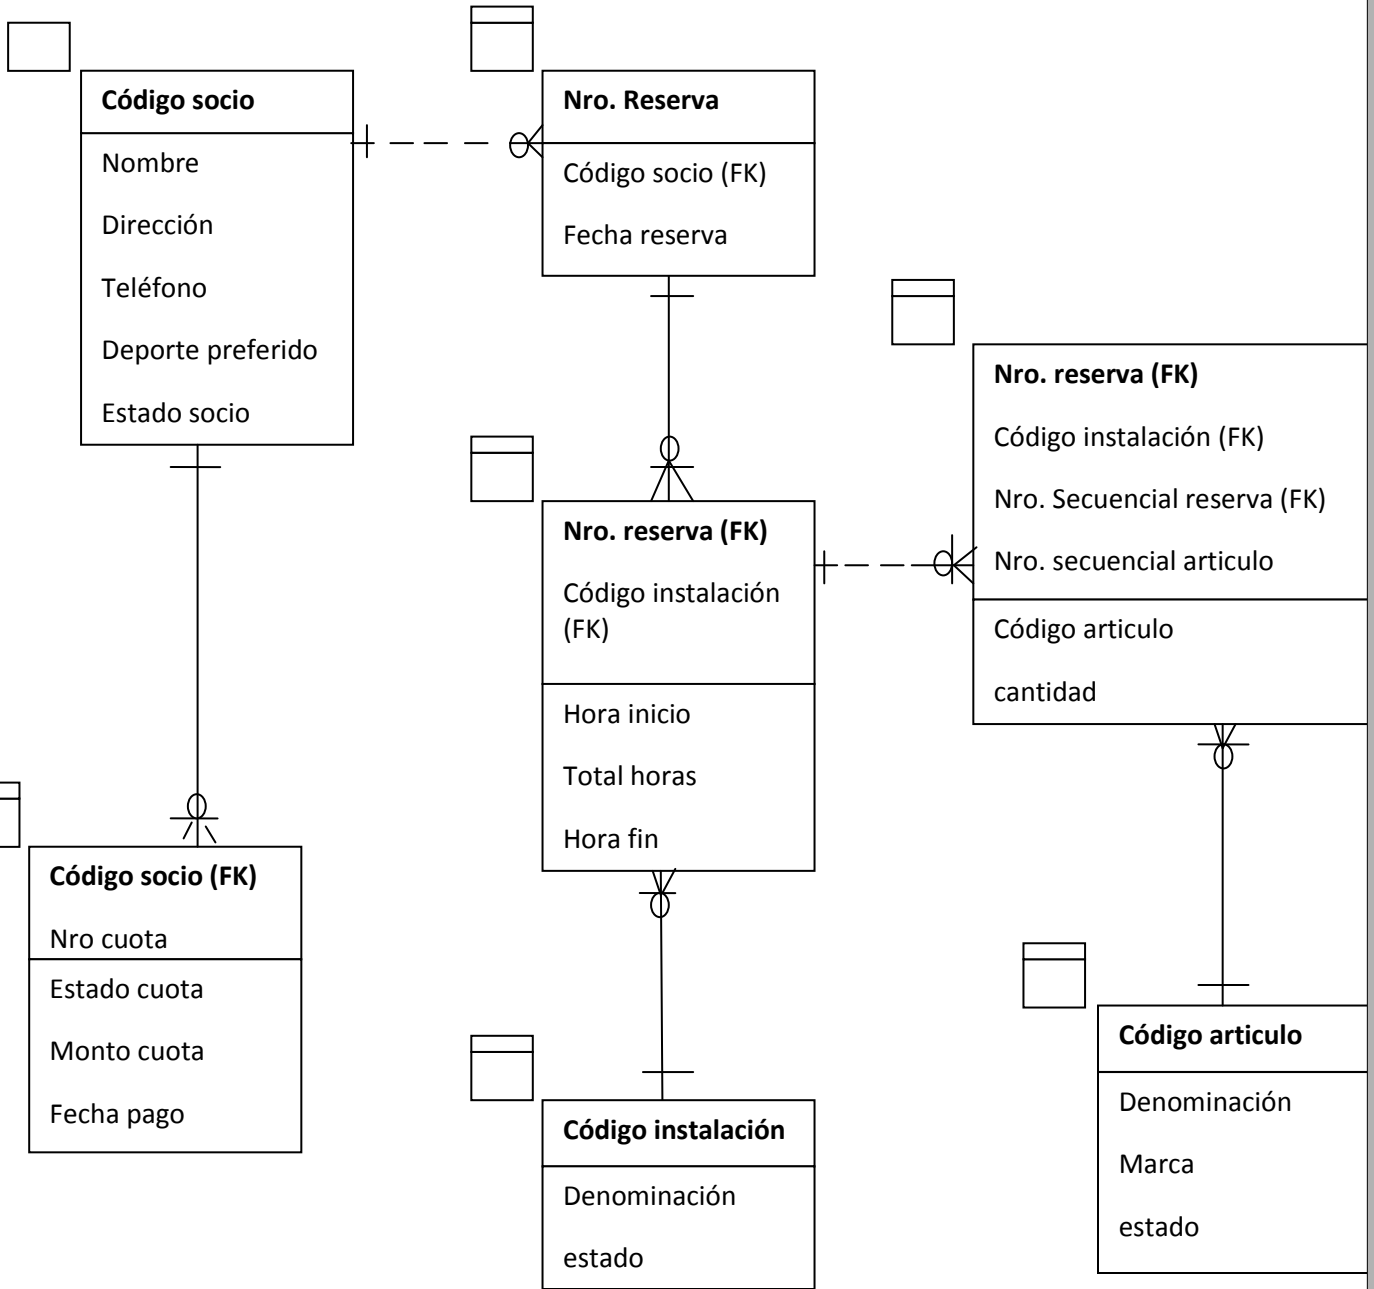 Código socio
Nombre
Dirección
Teléfono
Deporte preferido
Estado socio
Nro. Reserva
Código socio (FK)
Fecha reserva
Nro. reserva (FK)
Código instalación (FK)
Nro. Secuencial reserva (FK)
Nro. secuencial articulo
Código articulo
cantidad
Nro. reserva (FK)
Código instalación
(FK)
Hora inicio
Total horas
Hora fin
Código socio (FK)
Nro cuota
Estado cuota
Monto cuota
Fecha pago
Código instalación
Denominación
estado
Código articulo
Denominación
Marca
estado